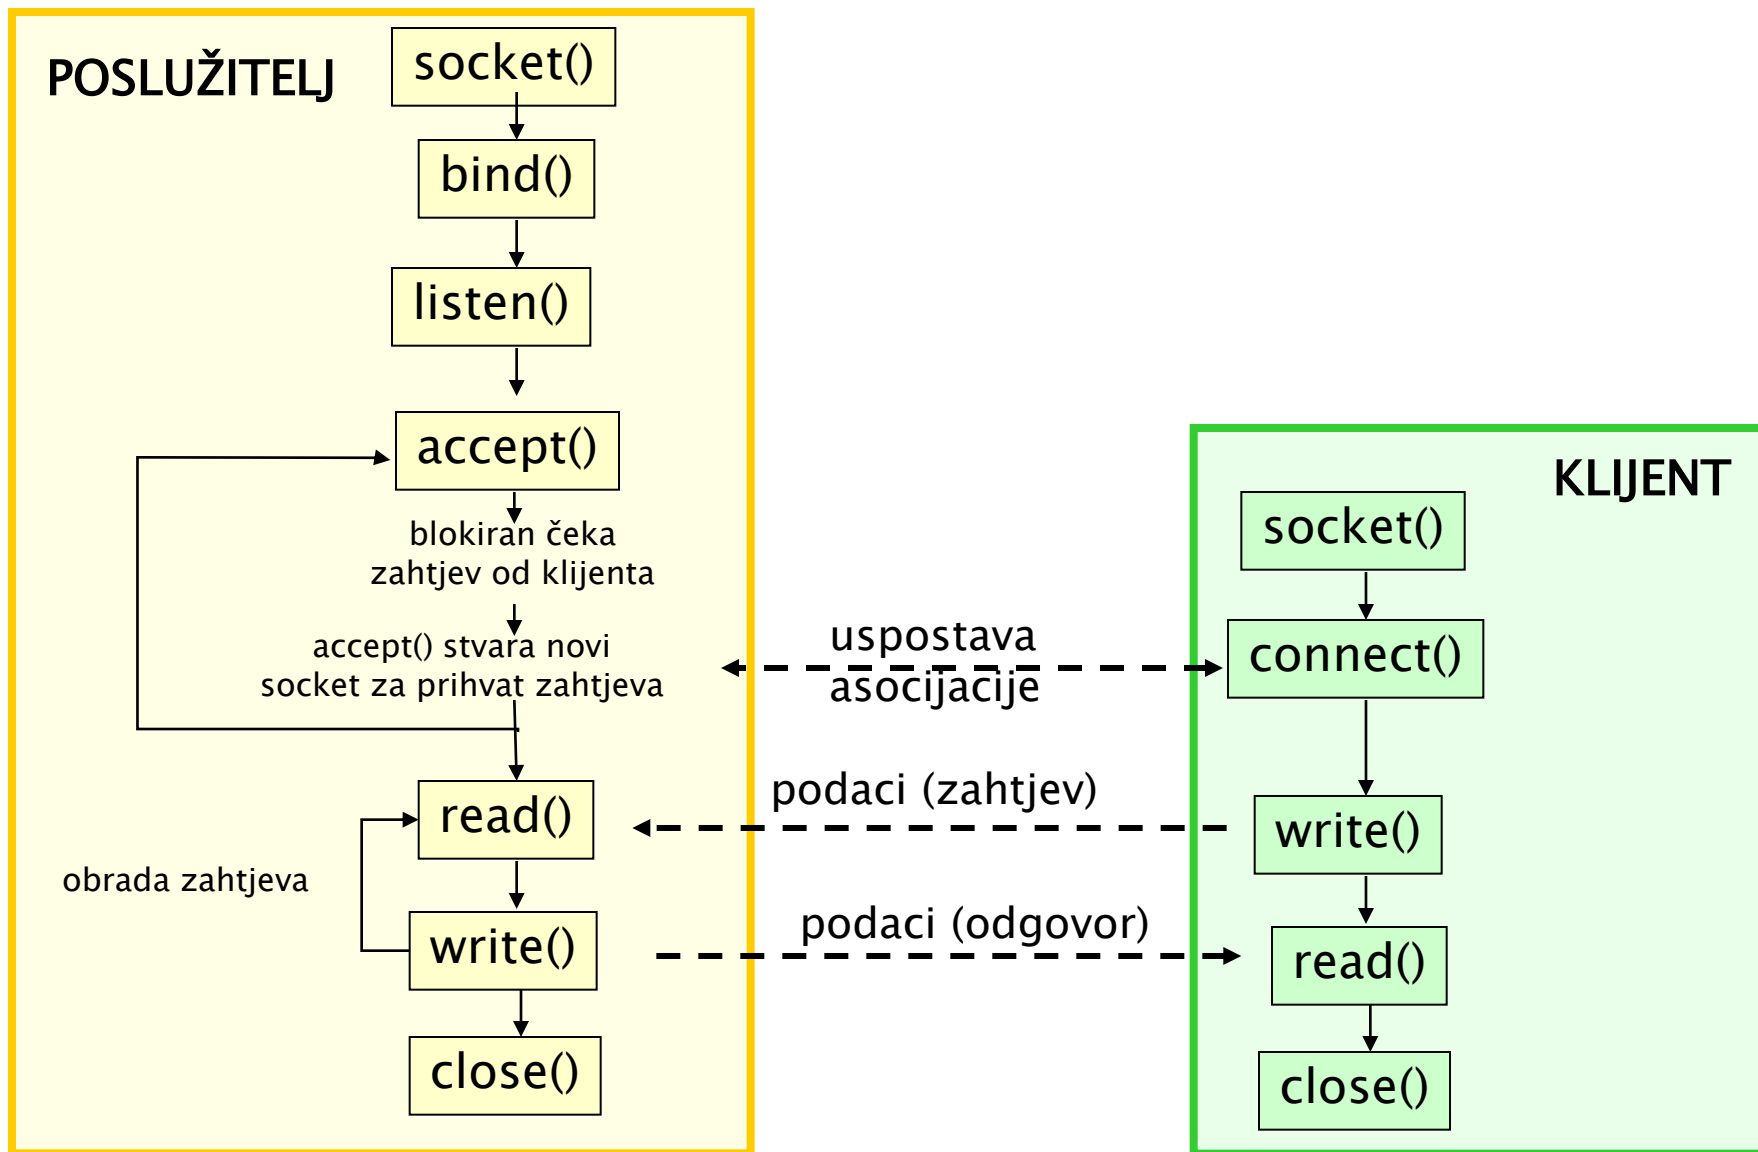 POSLUŽITELJ
socket()
bind()
listen()
accept()
blokiran čeka
zahtjev od klijenta
accept() stvara novi
socket za prihvat zahtjeva
read()
obrada zahtjeva
write()
close()
uspostava
asocijacije
podaci (zahtjev)
podaci (odgovor)
KLIJENT
socket()
connect()
write()
read()
close()